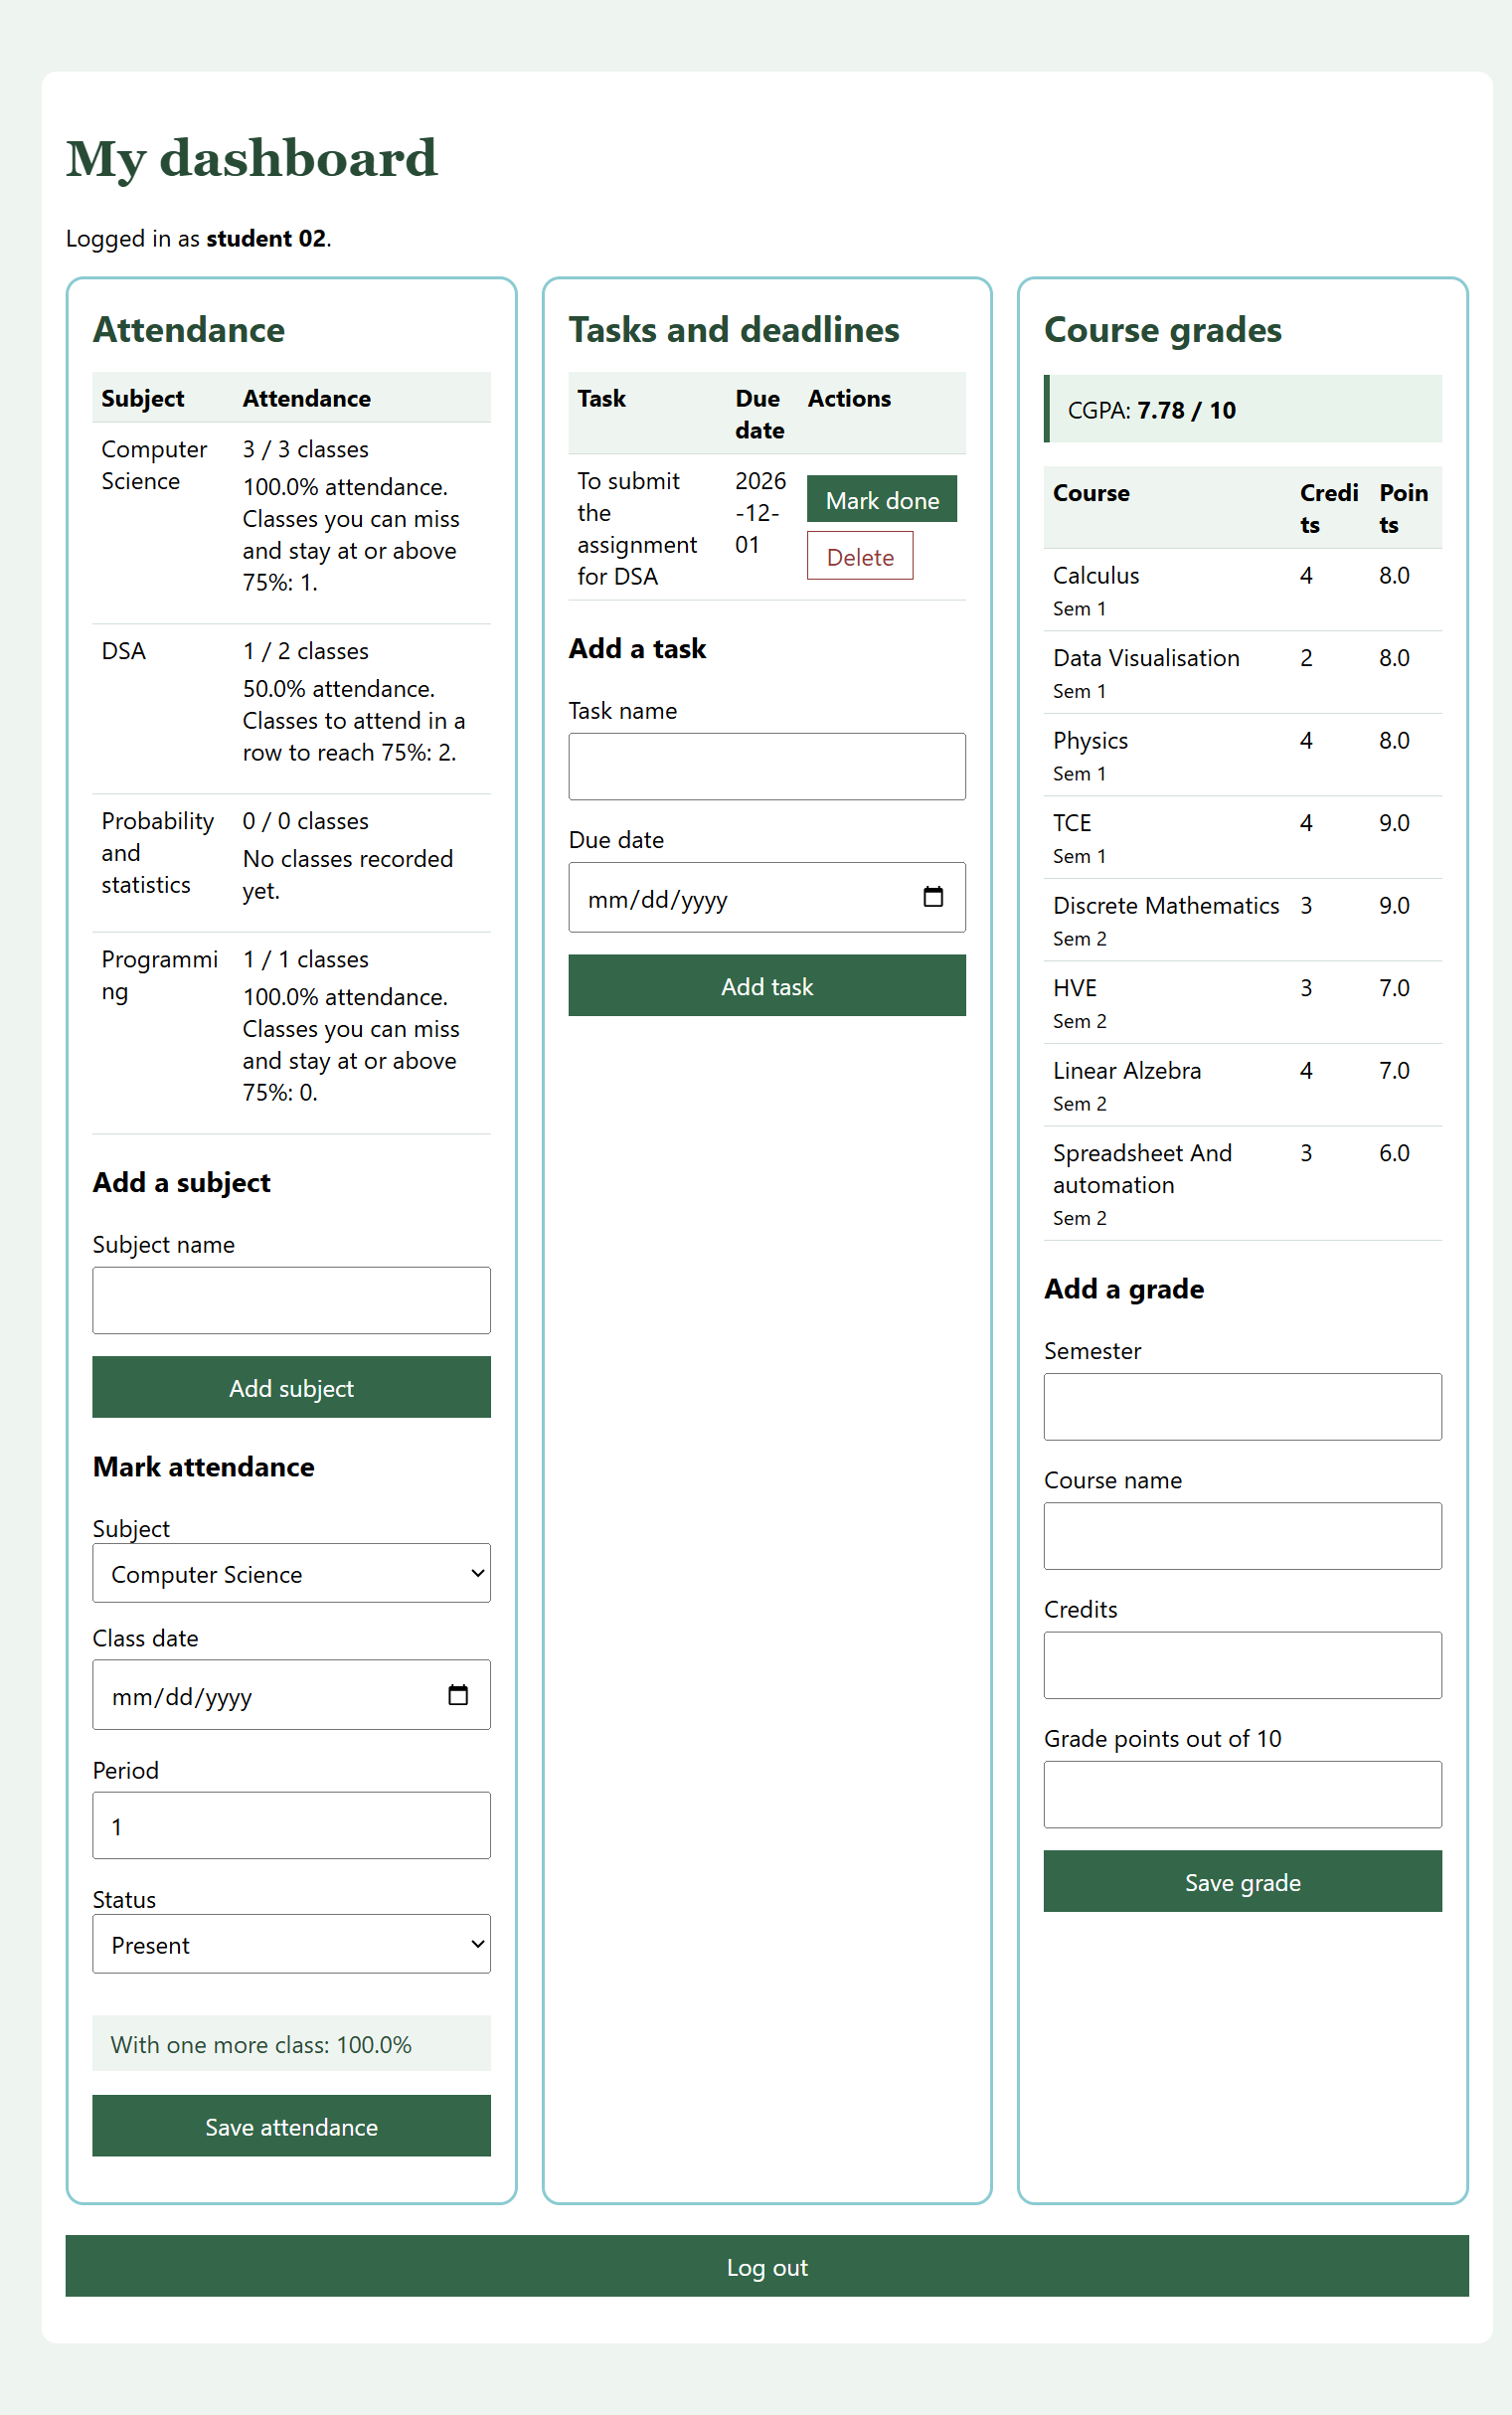 My dashboard
Logged in as student 02.
Attendance
Subject Attendance
Computer
Science
3 / 3 classes
100.0% attendance.
Classes you can miss
and stay at or above
75%: 1.
DSA
1 / 2 classes
50.0% attendance.
Classes to attend in a
row to reach 75%: 2.
Probability
and
statistics
0 / 0 classes
No classes recorded
yet.
Programmi
ng
1 / 1 classes
100.0% attendance.
Classes you can miss
and stay at or above
75%: 0.
Add a subject
Subject name
Add subject
Mark attendance
Subject
Computer Science
Class date
mm/dd/yyyy
Period
1
Status
Present
With one more class: 100.0%
Save attendance
Tasks and deadlines
Task
Due
date
Actions
To submit
the
assignment
for DSA
2026
-12-
01
Mark done
Delete
Add a task
Task name
Due date
mm/dd/yyyy
Add task
Course grades
CGPA: 7.78 / 10
Course
Credi
ts
Poin
ts
Calculus 4 8.0
Sem 1
Data Visualisation 2 8.0
Sem 1
Physics 4 8.0
Sem 1
TCE 4 9.0
Sem 1
Discrete Mathematics 3 9.0
Sem 2
HVE 3 7.0
Sem 2
Linear Alzebra 4 7.0
Sem 2
Spreadsheet And 3 6.0
automation
Sem 2
Add a grade
Semester
Course name
Credits
Grade points out of 10
Save grade
Log out